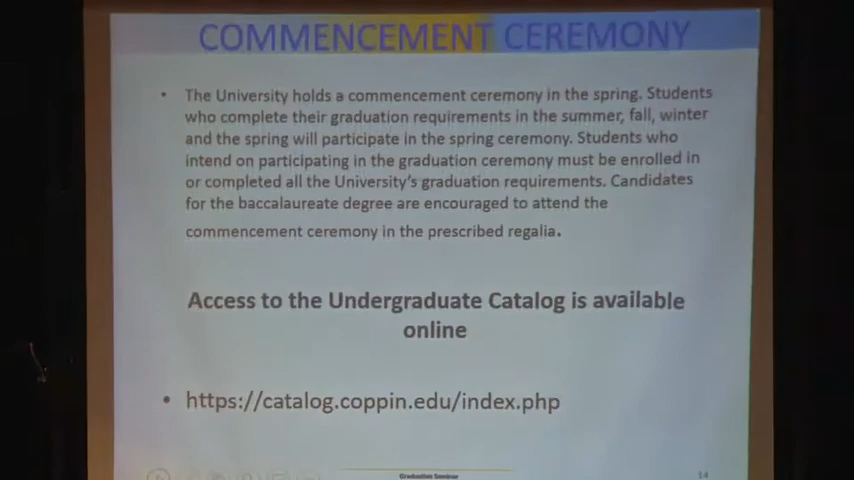 COMMENCEMENT CEREMONY
• The University holds a commencement ceremony in the spring. Students
who complete their graduation requirements in the summer, fall, winter
and the spring will participate in the spring ceremony. Students who
intend on participating in the graduation ceremony must be enrolled in
or completed all the University's graduation requirements. Candidates
for the baccalaureate degree are encouraged to attend the
commencement ceremony in the prescribed regalia.
Access to the Undergraduate Catalog is available
online
• https://catalog.coppin.edu/index.php
Graduation Seminar
14